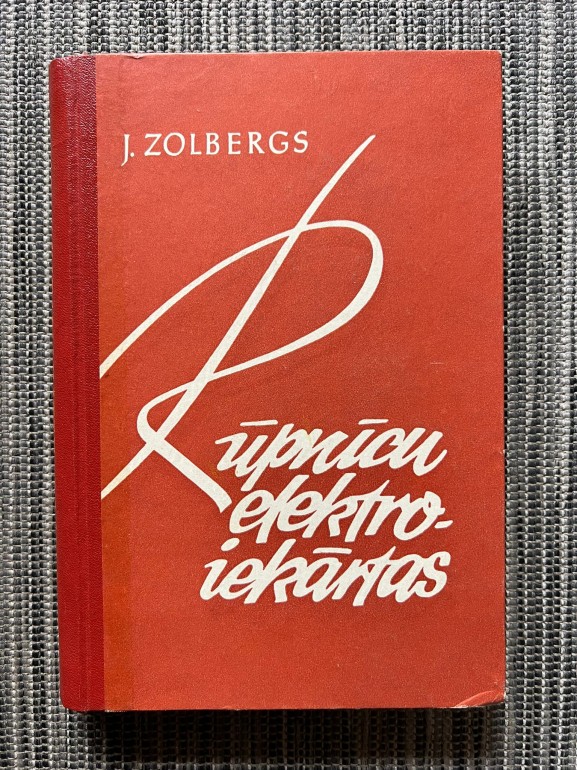 J. ZOLBERGS
Rūpnīcu
elektro-
iekārtas